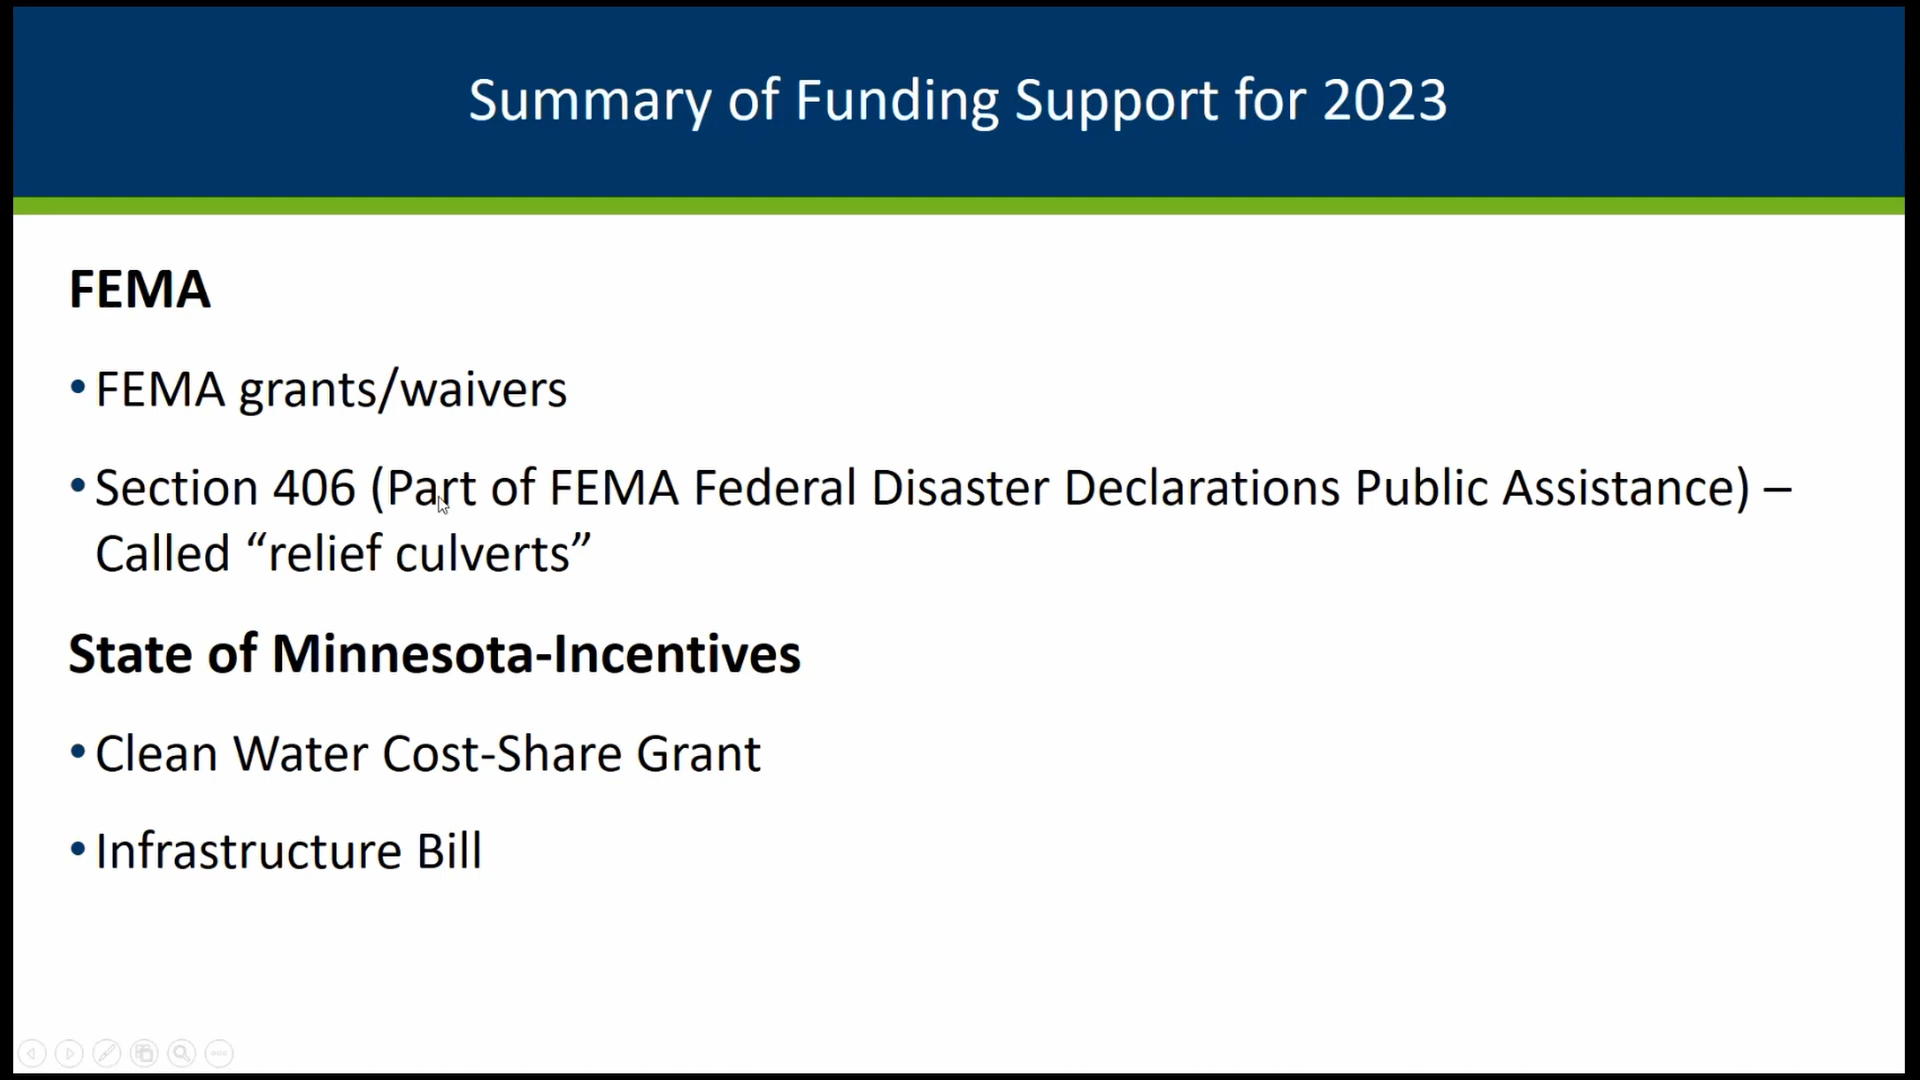 Summary of Funding Support for 2023
FEMA
• FEMA grants/waivers
• Section 406 (Part of FEMA Federal Disaster Declarations Public Assistance) –
Called “relief culverts”
State of Minnesota-Incentives
• Clean Water Cost-Share Grant
• Infrastructure Bill